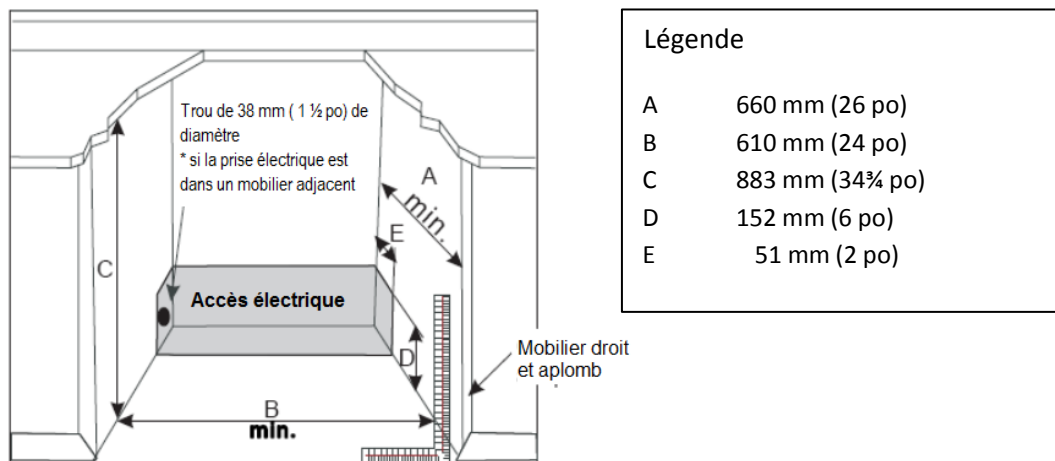 Trou de 38 mm ( 1 ½ po) de
diamètre
* si la prise électrique est
dans un mobilier adjacent
A
min.
E
C
Accès électrique
D
Mobilier droit
et aplomb
B
min.
Légende
A 660 mm (26 po)
B 610 mm (24 po)
C 883 mm (34¾ po)
D 152 mm (6 po)
E 51 mm (2 po)